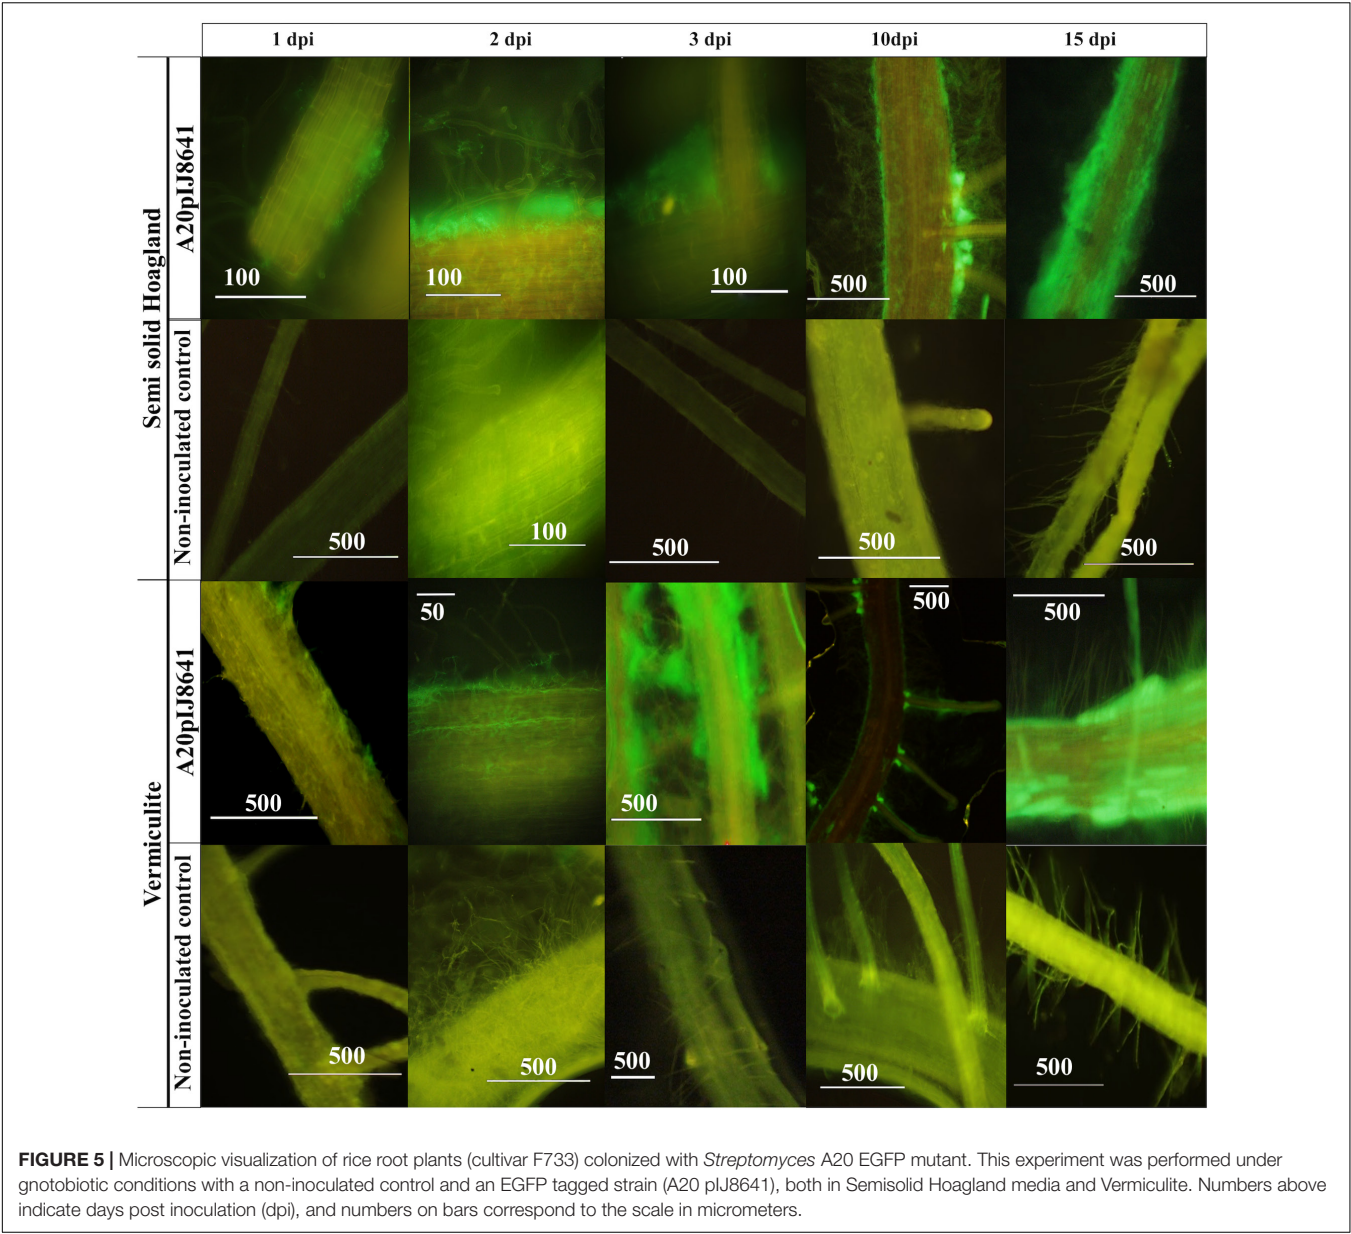 1 dpi 2 dpi 3 dpi 10dpi 15 dpi
Semi solid Hoagland
A20pIJ8641
100 100 100 500 500
Non-inoculated control
500 100 500 500 500
Vermiculite
A20pIJ8641
500 50 500 500 500
Non-inoculated control
500 500 500 500 500
FIGURE 5 | Microscopic visualization of rice root plants (cultivar F733) colonized with Streptomyces A20 EGFP mutant. This experiment was performed under
gnotobiotic conditions with a non-inoculated control and an EGFP tagged strain (A20 pIJ8641), both in Semisolid Hoagland media and Vermiculite. Numbers above
indicate days post inoculation (dpi), and numbers on bars correspond to the scale in micrometers.